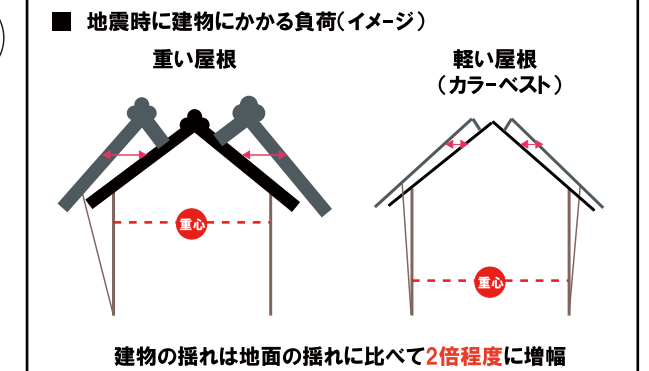 ■ 地震時に建物にかかる負荷(イメージ)
重い屋根
軽い屋根
(カラーベスト)
重心
重心
建物の揺れは地面の揺れに比べて2倍程度に増幅